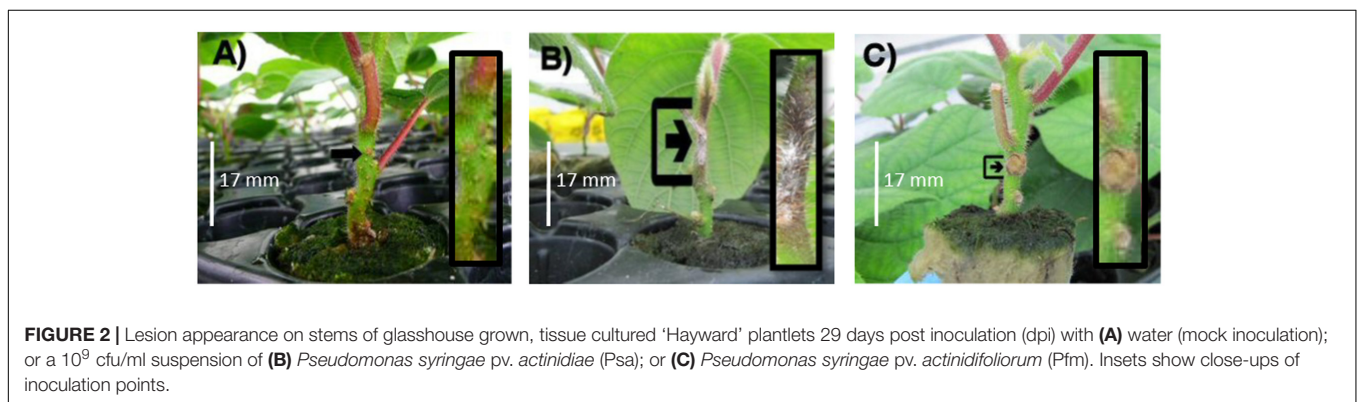 A)
B)
C)
17 mm
17 mm
17 mm
FIGURE 2 | Lesion appearance on stems of glasshouse grown, tissue cultured ‘Hayward’ plantlets 29 days post inoculation (dpi) with (A) water (mock inoculation);
or a 10⁹ cfu/ml suspension of (B) Pseudomonas syringae pv. actinidiae (Psa); or (C) Pseudomonas syringae pv. actinidifoliorum (Pfm). Insets show close-ups of
inoculation points.